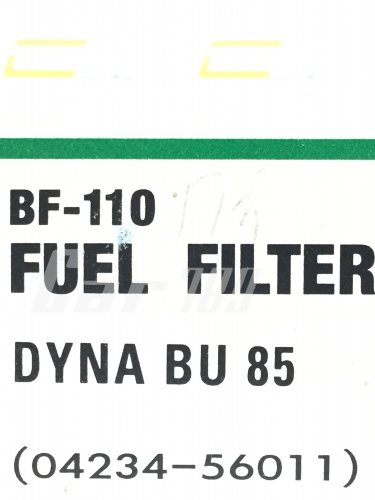 BF-110
FUEL FILTER
DYNA BU 85
(04234-56011)